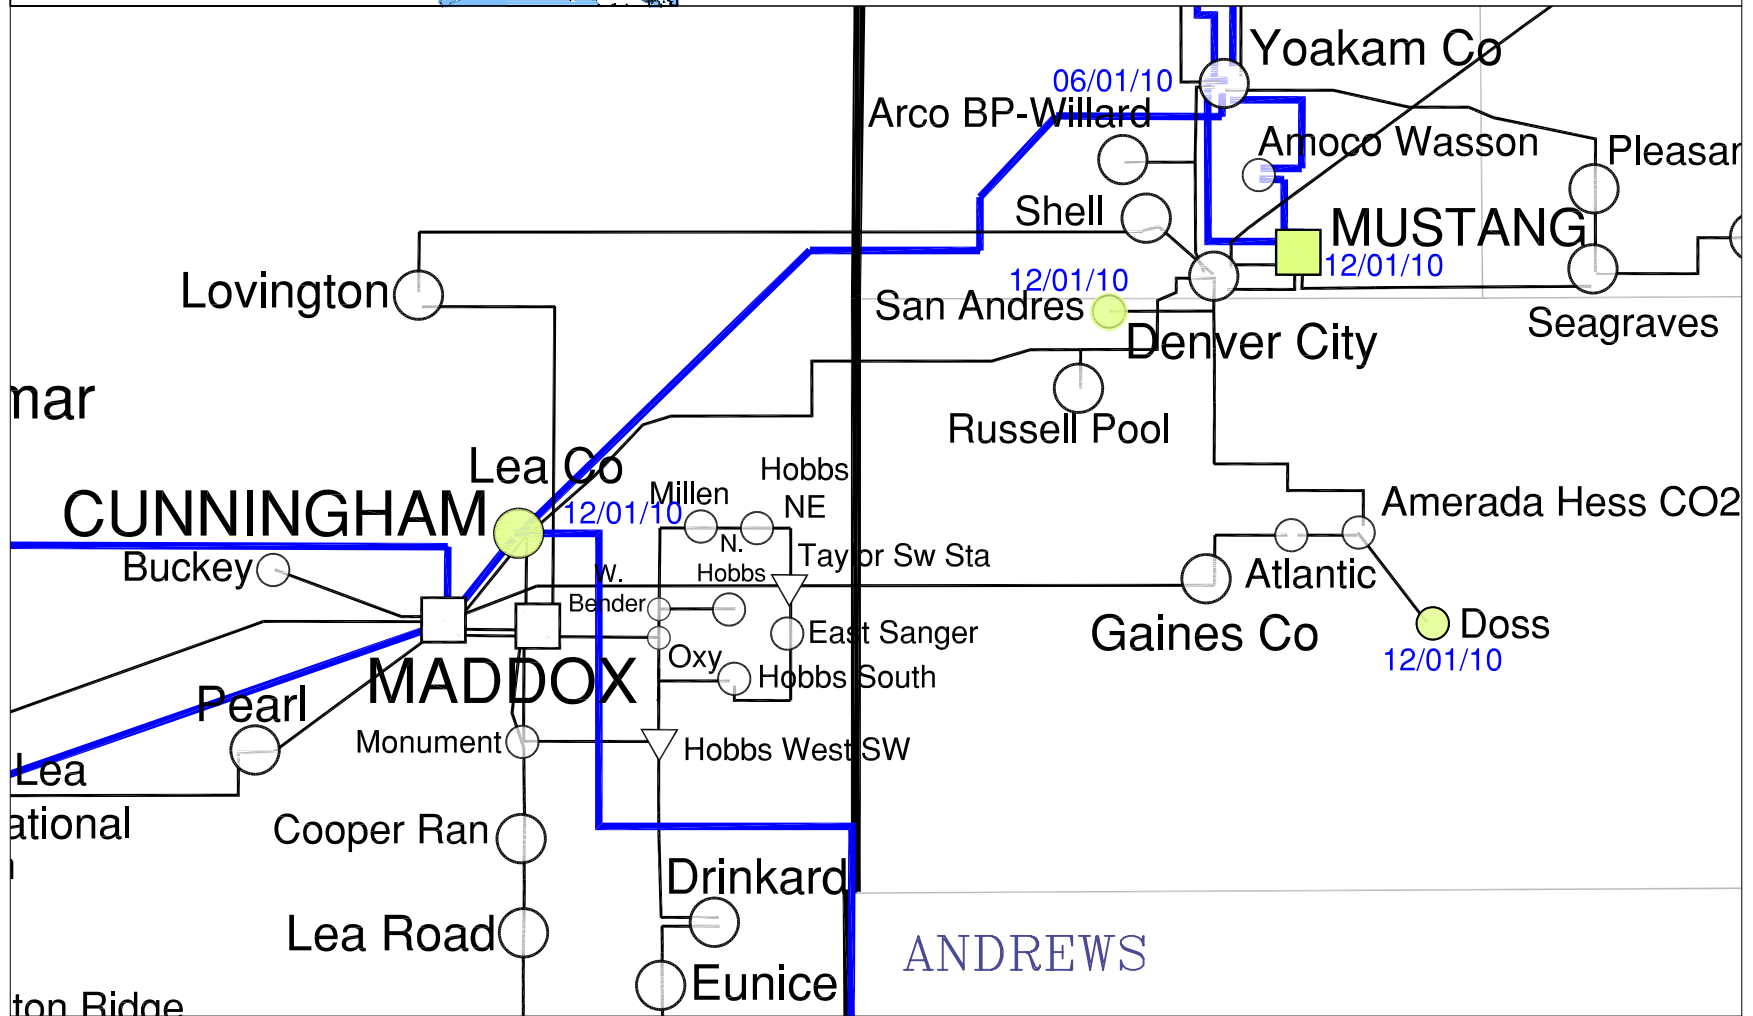 Yoakam Co
06/01/10
Arco BP-Willard
Amoco Wasson
Pleasar
Shell
MUSTANG
12/01/10
Lovington
12/01/10
San Andres
Seagraves
Denver City
mar
Russell Pool
Lea Co
Hobbs
NE
Millen
CUNNINGHAM
12/01/10
Amerada Hess CO2
N.
Hobbs
Taylor Sw Sta
Buckey
W.
Bender
Atlantic
East Sanger
Gaines Co
Doss
Oxy
12/01/10
MADDOX
Hobbs South
Pearl
Monument
Hobbs West SW
Lea
ational
Cooper Ran
Drinkard
Lea Road
ANDREWS
Eunice
ton Ridge